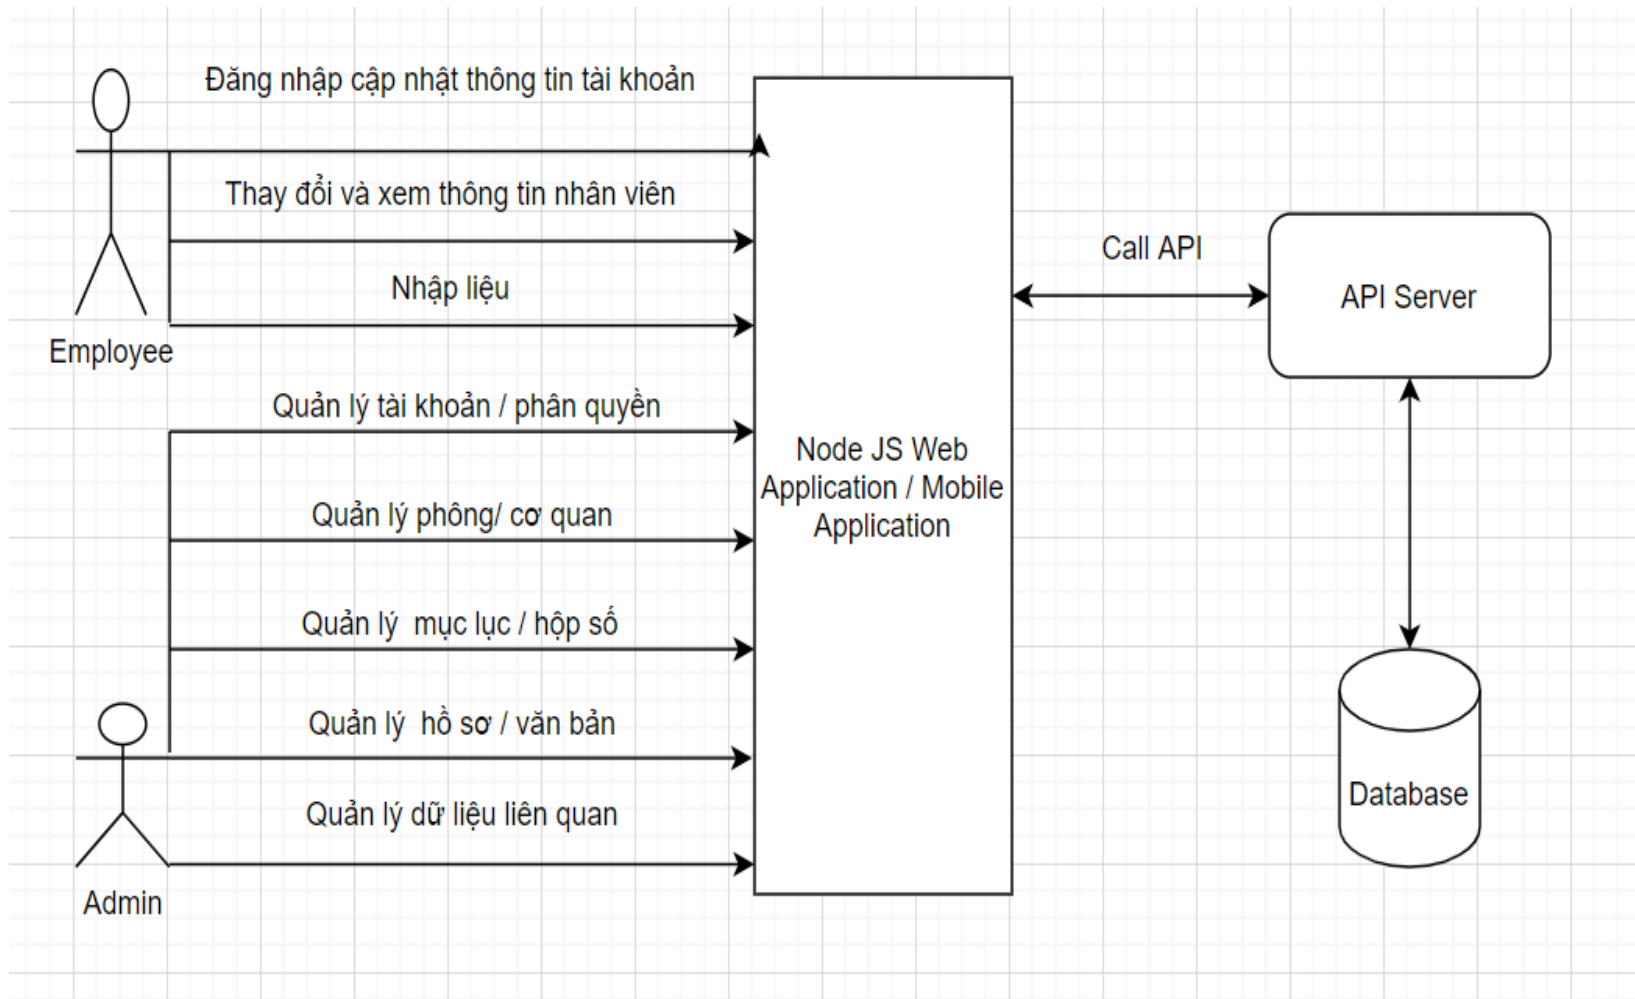 Đăng nhập cập nhật thông tin tài khoản
Thay đổi và xem thông tin nhân viên
Nhập liệu
Employee
Quản lý tài khoản / phân quyền
Quản lý phông/ cơ quan
Quản lý mục lục / hộp số
Quản lý hồ sơ / văn bản
Quản lý dữ liệu liên quan
Admin
Node JS Web
Application / Mobile
Application
Call API
API Server
Database